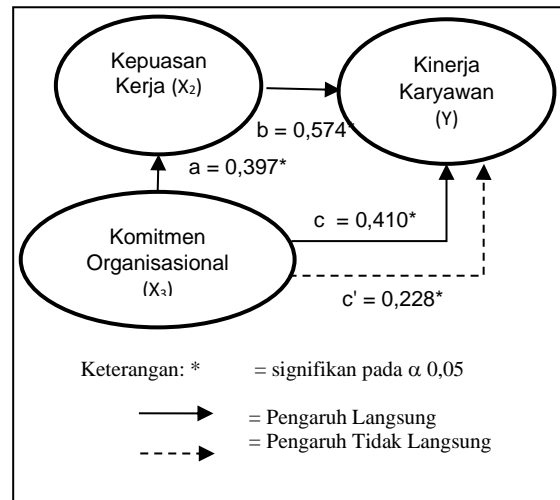 Kepuasan
Kerja (X₂)
Kinerja
Karyawan
(Y)
b = 0,574*
a = 0,397*
Komitmen
Organisasional
(X₃)
c = 0,410*
c' = 0,228*
Keterangan: * = signifikan pada α 0,05
= Pengaruh Langsung
= Pengaruh Tidak Langsung